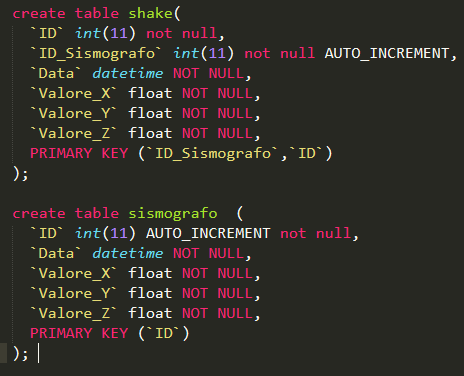 create table shake(
`ID` int(11) not null,
`ID_Sismografo` int(11) not null AUTO_INCREMENT,
`Data` datetime NOT NULL,
`Valore_X` float NOT NULL,
`Valore_Y` float NOT NULL,
`Valore_Z` float NOT NULL,
PRIMARY KEY (`ID_Sismografo`,`ID`)
);
create table sismografo  (
`ID` int(11) AUTO_INCREMENT not null,
`Data` datetime NOT NULL,
`Valore_X` float NOT NULL,
`Valore_Y` float NOT NULL,
`Valore_Z` float NOT NULL,
PRIMARY KEY (`ID`)
);